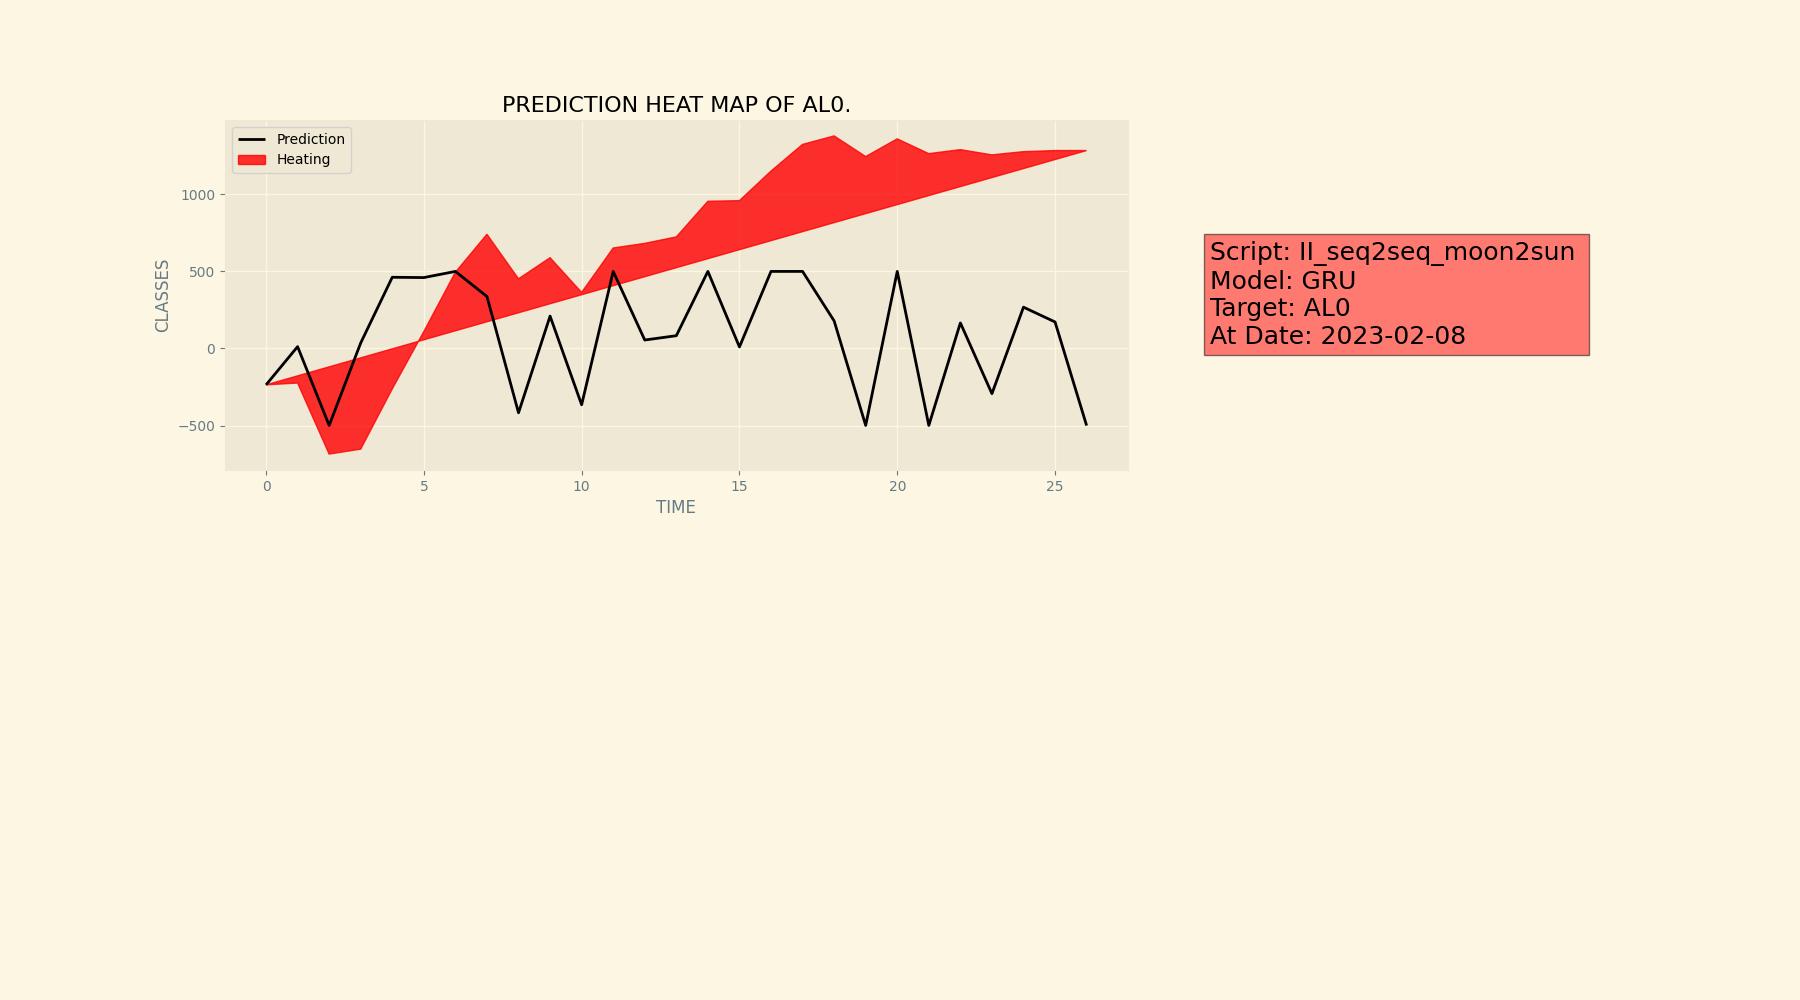 PREDICTION HEAT MAP OF AL0.
Prediction
Heating
1000
500
0
−500
CLASSES
0 5 10 15 20 25
TIME
Script: II_seq2seq_moon2sun
Model: GRU
Target: AL0
At Date: 2023-02-08